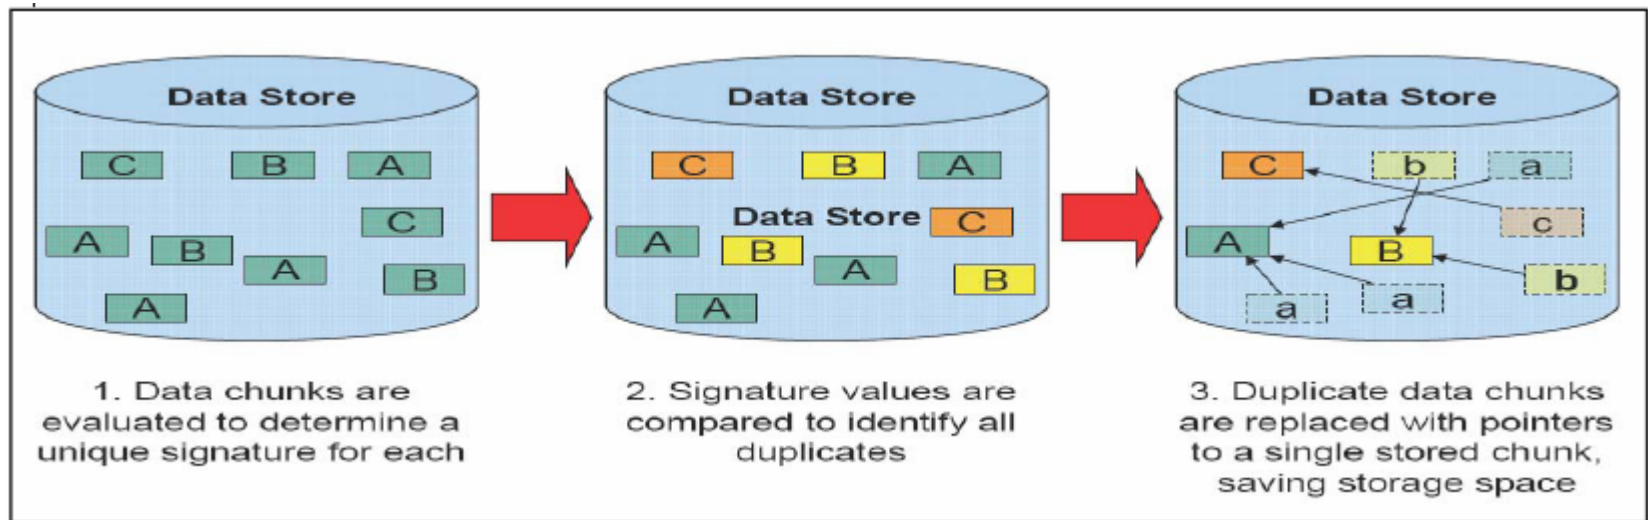 Data Store
C B A
C
A B
A
B
A
1. Data chunks are
evaluated to determine a
unique signature for each
Data Store
C B A
Data Store C
A B
A
B
A
2. Signature values are
compared to identify all
duplicates
Data Store
C b a
c
A B
b
a a
3. Duplicate data chunks
are replaced with pointers
to a single stored chunk,
saving storage space